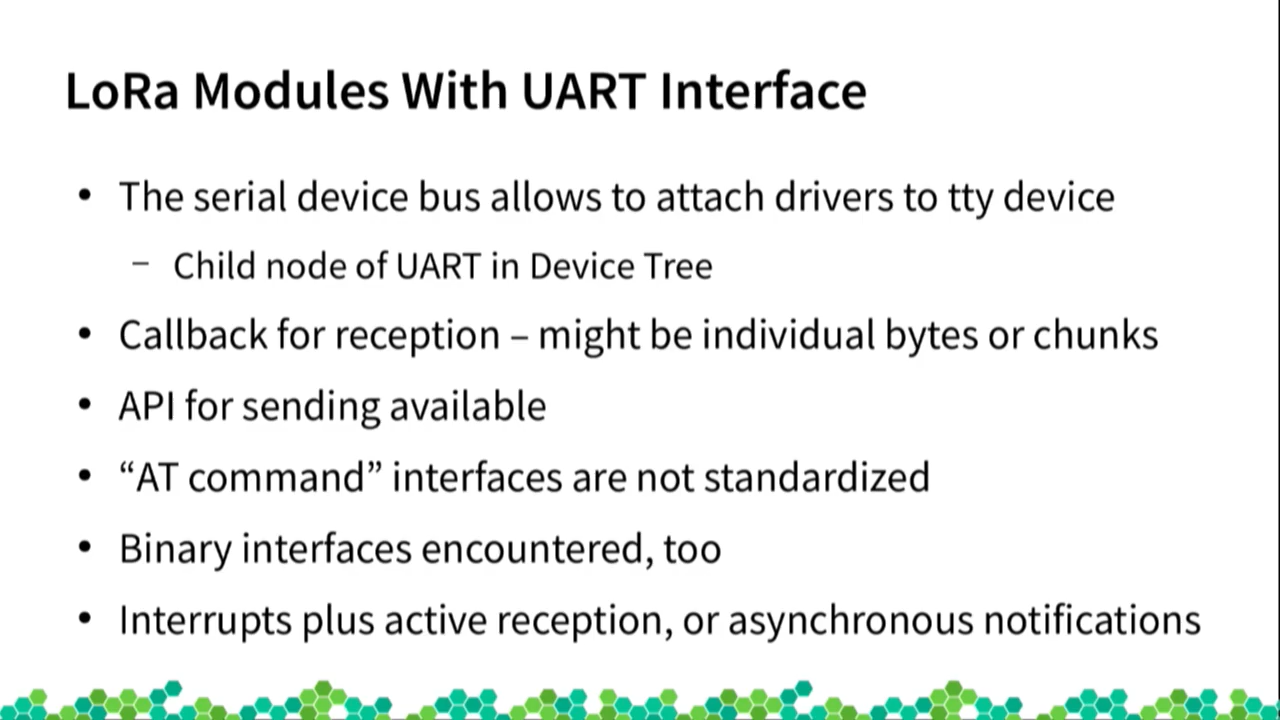 LoRa Modules With UART Interface
• The serial device bus allows to attach drivers to tty device
– Child node of UART in Device Tree
• Callback for reception – might be individual bytes or chunks
• API for sending available
• “AT command” interfaces are not standardized
• Binary interfaces encountered, too
• Interrupts plus active reception, or asynchronous notifications